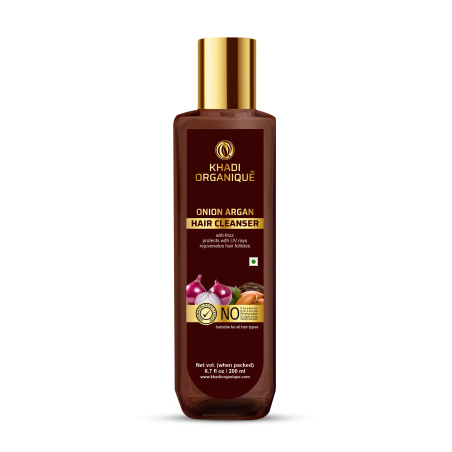 KHADI
ORGANIQUE
ONION ARGAN
HAIR CLEANSER
anti-frizz
protects with UV rays
rejuvenates hair follicles
NO
Suitable for all hair types
Net vol. (when packed)
6.7 fl oz / 200 ml
www.khadiorganique.com